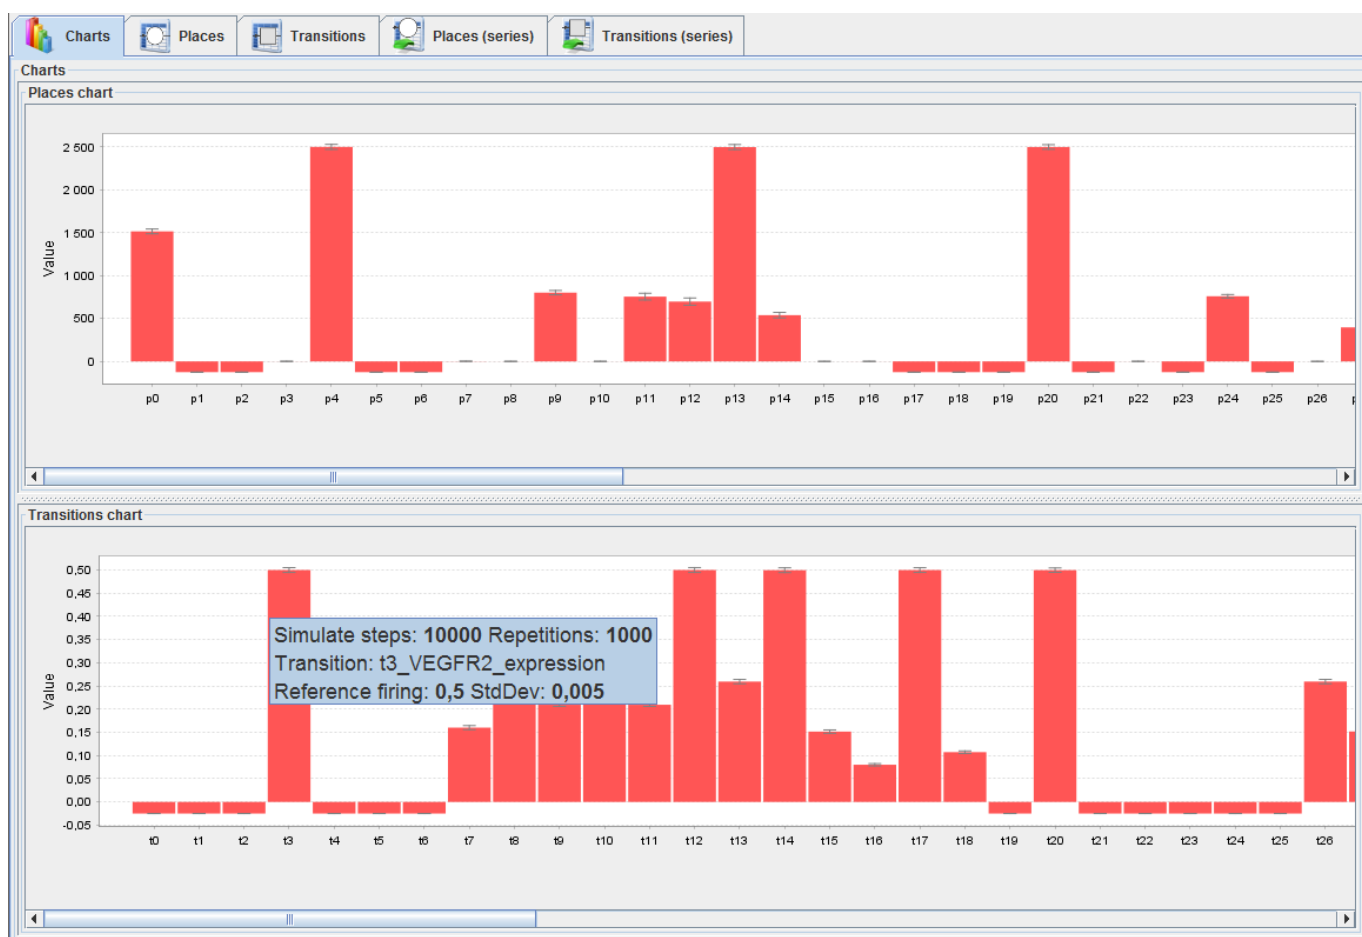 Charts Places Transitions Places (series) Transitions (series)
Charts
Places chart
2 500
2 000
1 500
1 000
500
0
Value
p0 p1 p2 p3 p4 p5 p6 p7 p8 p9 p10 p11 p12 p13 p14 p15 p16 p17 p18 p19 p20 p21 p22 p23 p24 p25 p26
Transitions chart
0,50
0,45
0,40
0,35
0,30
0,25
0,20
0,15
0,10
0,05
0,00
-0,05
Value
Simulate steps: 10000 Repetitions: 1000
Transition: t3_VEGFR2_expression
Reference firing: 0,5 StdDev: 0,005
t0 t1 t2 t3 t4 t5 t6 t7 t8 t9 t10 t11 t12 t13 t14 t15 t16 t17 t18 t19 t20 t21 t22 t23 t24 t25 t26